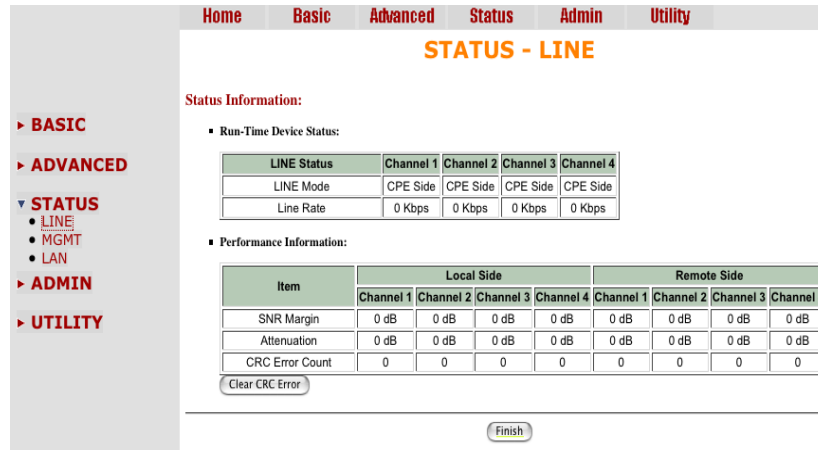 Home Basic Advanced Status Admin Utility
STATUS - LINE
BASIC
ADVANCED
STATUS
LINE
MGMT
LAN
ADMIN
UTILITY
Status Information:
Run-Time Device Status:
LINE Status Channel 1 Channel 2 Channel 3 Channel 4
LINE Mode CPE Side CPE Side CPE Side CPE Side
Line Rate 0 Kbps 0 Kbps 0 Kbps 0 Kbps
Performance Information:
Item Local Side Remote Side
Channel 1 Channel 2 Channel 3 Channel 4 Channel 1 Channel 2 Channel 3 Channel
SNR Margin 0 dB 0 dB 0 dB 0 dB 0 dB 0 dB 0 dB 0 dB
Attenuation 0 dB 0 dB 0 dB 0 dB 0 dB 0 dB 0 dB 0 dB
CRC Error Count 0 0 0 0 0 0 0 0
Clear CRC Error
Finish